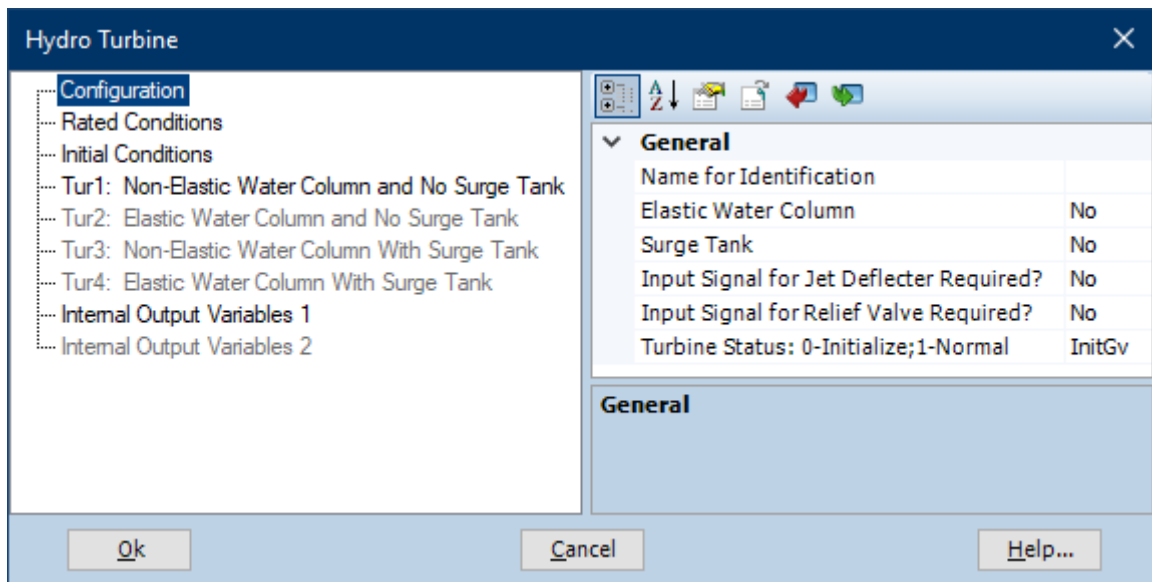 Hydro Turbine
Configuration
Rated Conditions
Initial Conditions
Tur1: Non-Elastic Water Column and No Surge Tank
Tur2: Elastic Water Column and No Surge Tank
Tur3: Non-Elastic Water Column With Surge Tank
Tur4: Elastic Water Column With Surge Tank
Internal Output Variables 1
Internal Output Variables 2
General
Name for Identification
Elastic Water Column No
Surge Tank No
Input Signal for Jet Deflecter Required? No
Input Signal for Relief Valve Required? No
Turbine Status: 0-Initialize;1-Normal InitGv
General
Ok
Cancel
Help...